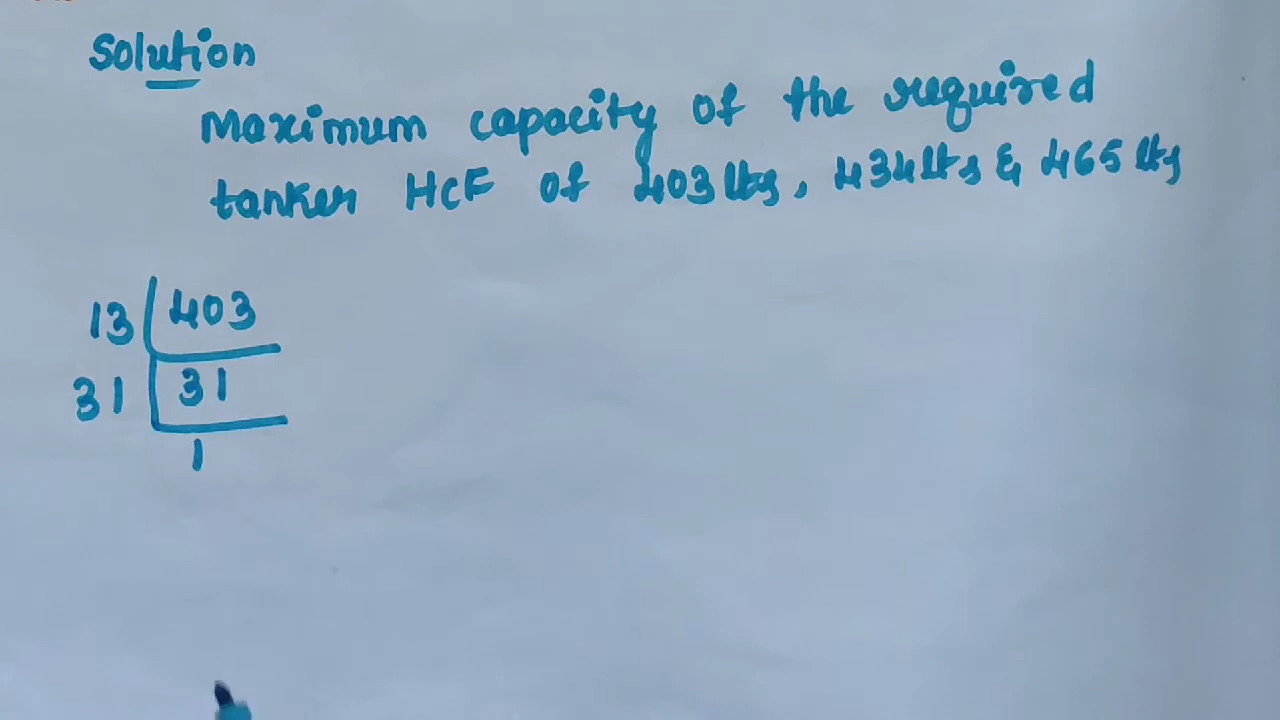 Solution
Maximum capacity of the required
tanker HCF of 403 lts, 434 lts & 465 lts
13 403
31 31
1